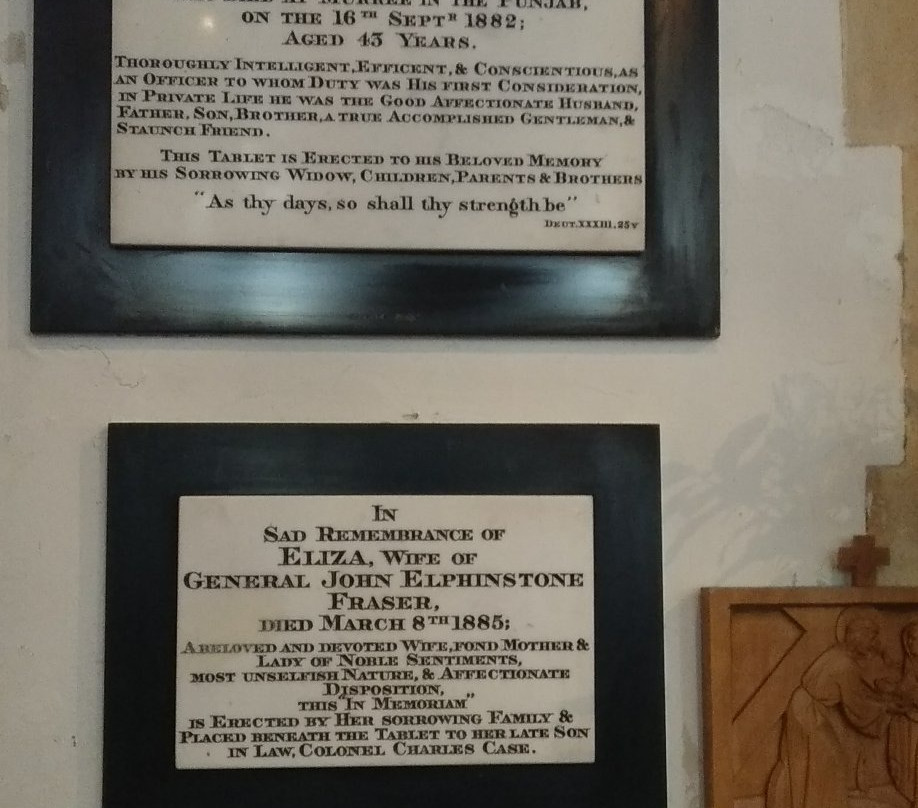 AT MURREE IN THE PUNJAB,
ON THE 16TH SEPTR 1882;
AGED 43 YEARS.
THOROUGHLY INTELLIGENT, EFFICENT, & CONSCIENTIOUS, AS
AN OFFICER TO WHOM DUTY WAS HIS FIRST CONSIDERATION,
IN PRIVATE LIFE HE WAS THE GOOD AFFECTIONATE HUSBAND,
FATHER, SON, BROTHER, A TRUE ACCOMPLISHED GENTLEMAN, &
STAUNCH FRIEND.
THIS TABLET IS ERECTED TO HIS BELOVED MEMORY
BY HIS SORROWING WIDOW, CHILDREN, PARENTS & BROTHERS
"As thy days, so shall thy strength be"
DEUT. XXXIII. 25V
IN
SAD REMEMBRANCE OF
ELIZA, WIFE OF
GENERAL JOHN ELPHINSTONE
FRASER,
DIED MARCH 8TH 1885;
A BELOVED AND DEVOTED WIFE, FOND MOTHER &
LADY OF NOBLE SENTIMENTS,
MOST UNSELFISH NATURE, & AFFECTIONATE
DISPOSITION,
THIS "IN MEMORIAM"
IS ERECTED BY HER SORROWING FAMILY &
PLACED BENEATH THE TABLET TO HER LATE SON
IN LAW, COLONEL CHARLES CASE.